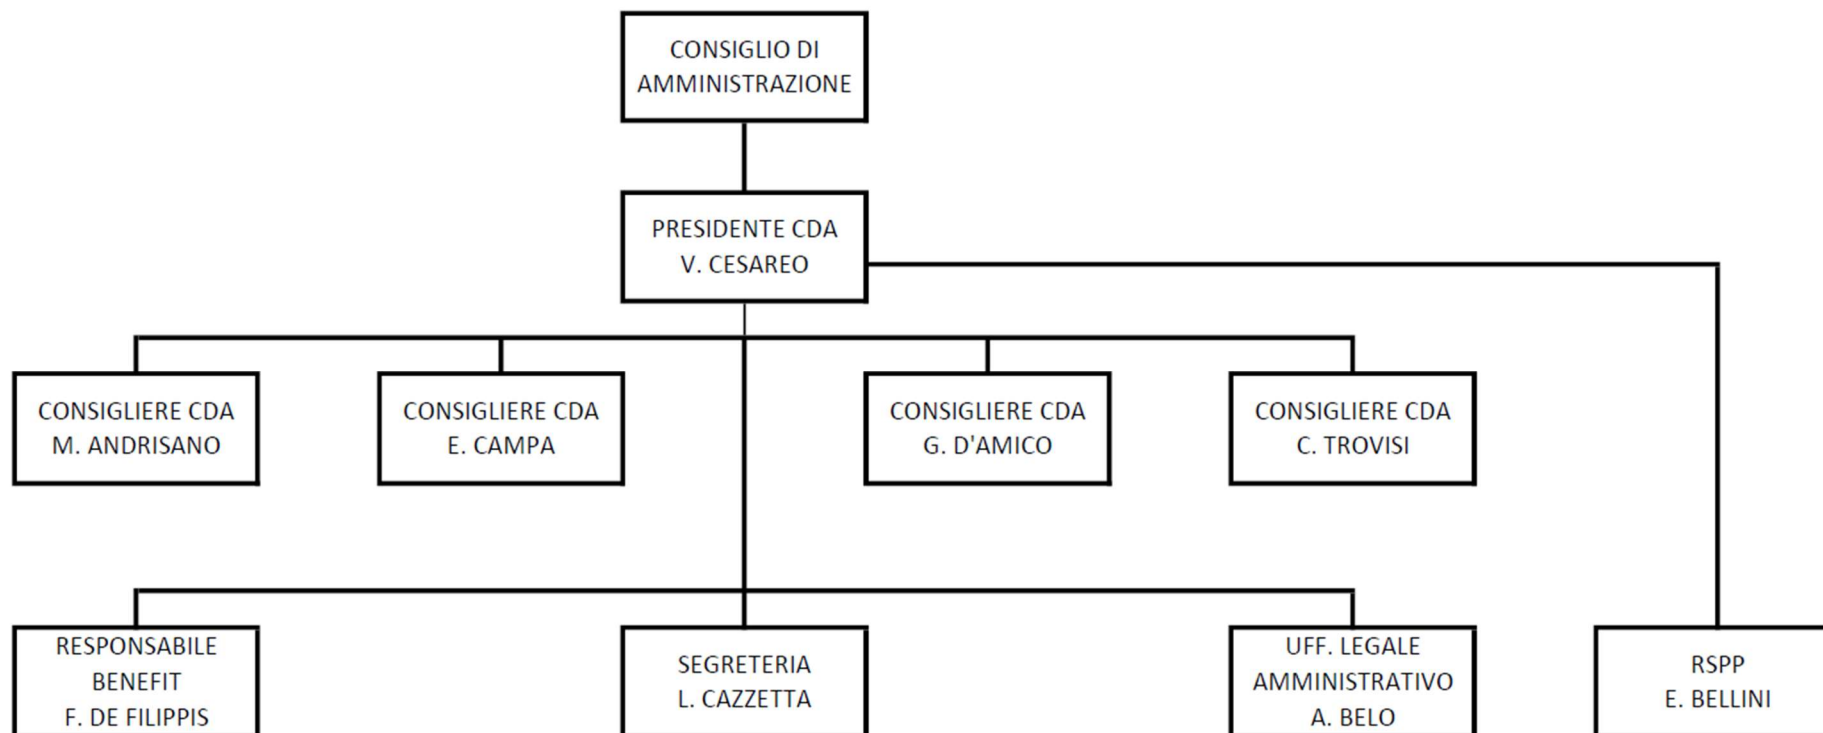 CONSIGLIO DI
AMMINISTRAZIONE
PRESIDENTE CDA
V. CESAREO
CONSIGLIERE CDA
M. ANDRISANO
CONSIGLIERE CDA
E. CAMPA
CONSIGLIERE CDA
G. D'AMICO
CONSIGLIERE CDA
C. TROVISI
RESPONSABILE
BENEFIT
F. DE FILIPPIS
SEGRETERIA
L. CAZZETTA
UFF. LEGALE
AMMINISTRATIVO
A. BELO
RSPP
E. BELLINI